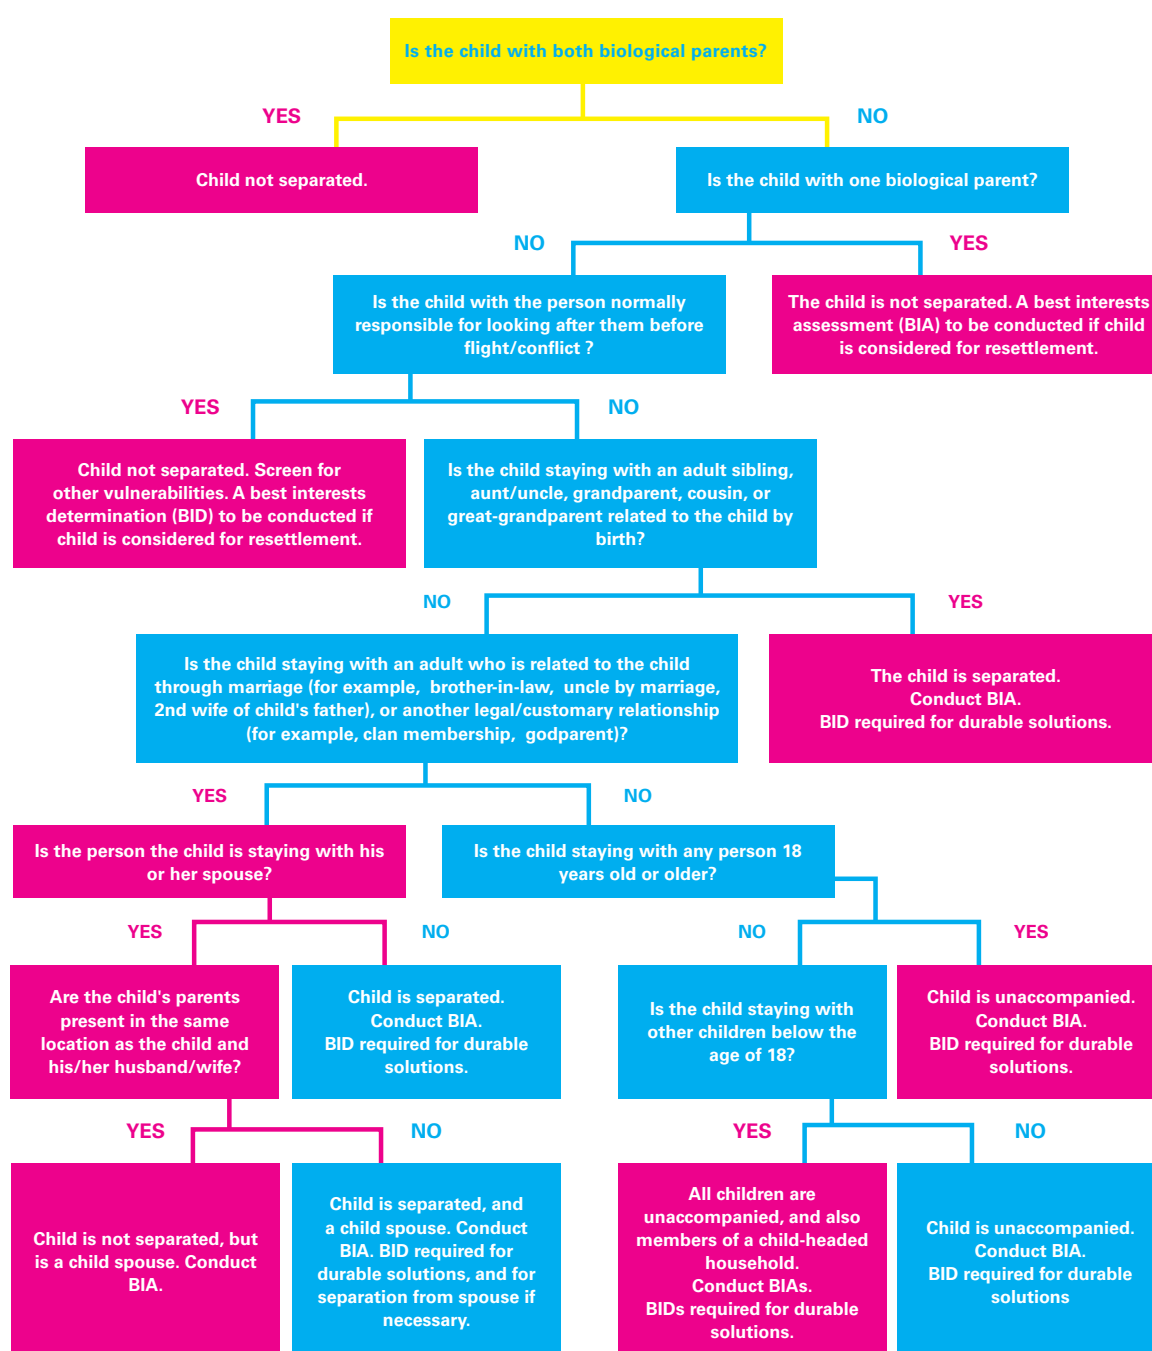 Is the child with both biological parents?
YES
NO
Child not separated.
Is the child with one biological parent?
NO
YES
Is the child with the person normally
responsible for looking after them before
flight/conflict ?
The child is not separated. A best interests
assessment (BIA) to be conducted if child
is considered for resettlement.
YES
NO
Child not separated. Screen for
other vulnerabilities. A best interests
determination (BID) to be conducted if
child is considered for resettlement.
Is the child staying with an adult sibling,
aunt/uncle, grandparent, cousin, or
great-grandparent related to the child by
birth?
NO
YES
Is the child staying with an adult who is related to the child
through marriage (for example, brother-in-law, uncle by marriage,
2nd wife of child's father), or another legal/customary relationship
(for example, clan membership, godparent)?
The child is separated.
Conduct BIA.
BID required for durable solutions.
YES
NO
Is the person the child is staying with his
or her spouse?
Is the child staying with any person 18
years old or older?
YES
NO
NO
YES
Are the child's parents
present in the same
location as the child and
his/her husband/wife?
Child is separated.
Conduct BIA.
BID required for durable
solutions.
Is the child staying with
other children below the
age of 18?
Child is unaccompanied.
Conduct BIA.
BID required for durable
solutions.
YES
NO
YES
NO
Child is not separated, but
is a child spouse. Conduct
BIA.
Child is separated, and
a child spouse. Conduct
BIA. BID required for
durable solutions, and for
separation from spouse if
necessary.
All children are
unaccompanied, and also
members of a child-headed
household.
Conduct BIAs.
BIDs required for durable
solutions.
Child is unaccompanied.
Conduct BIA.
BID required for durable
solutions